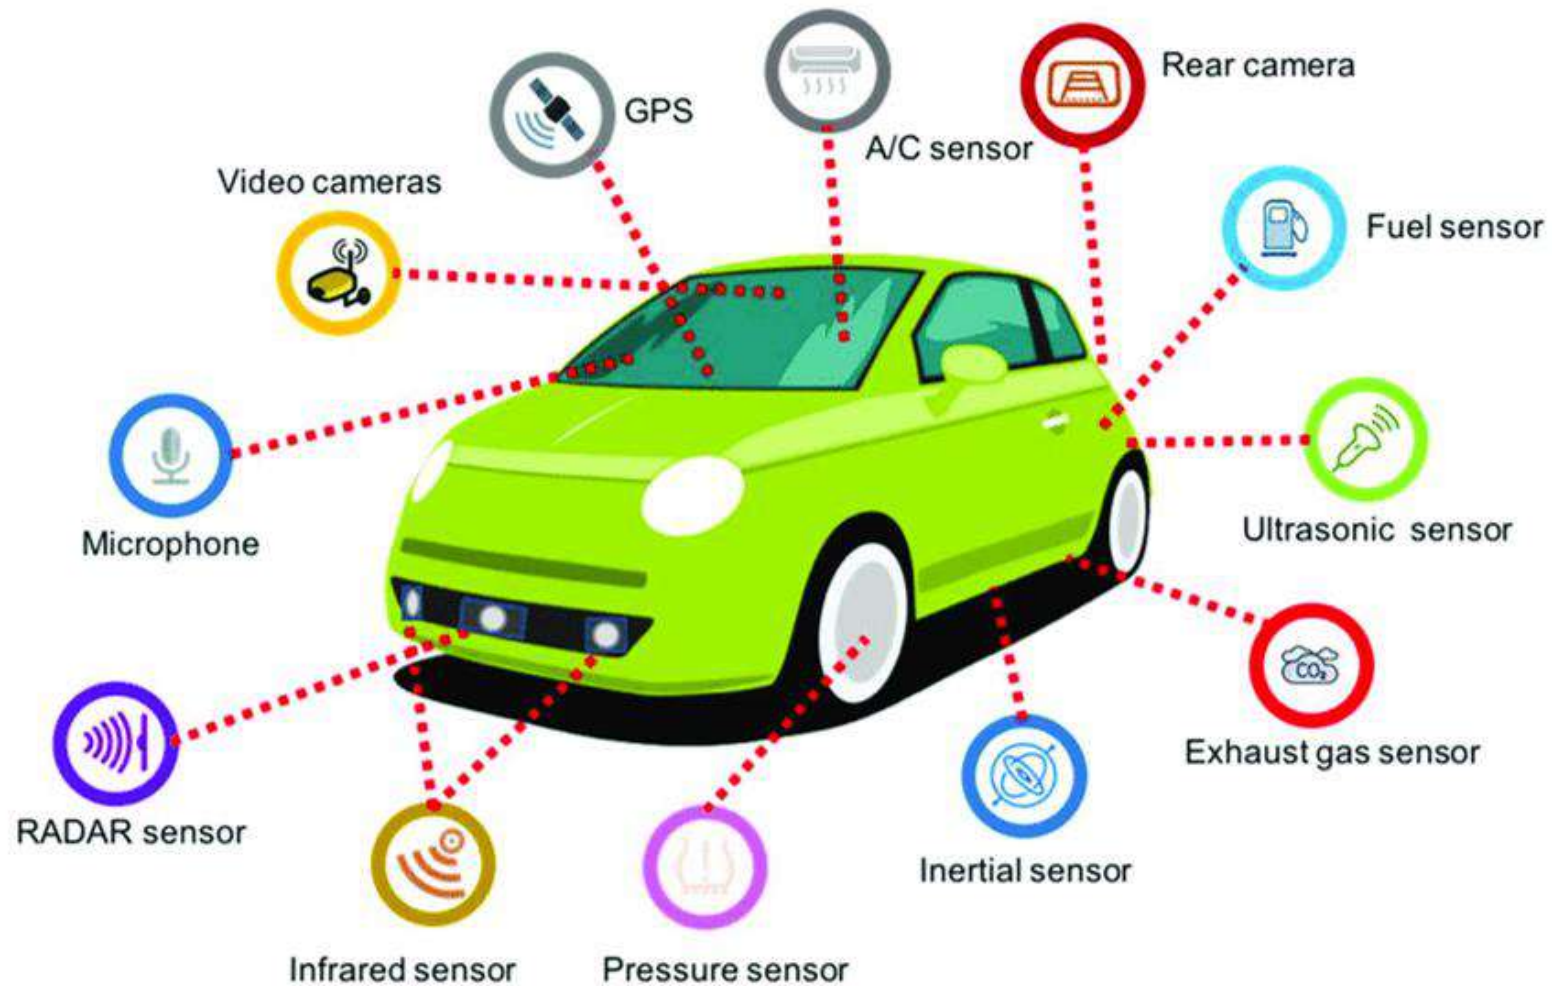 Rear camera
GPS
A/C sensor
Video cameras
Fuel sensor
Ultrasonic sensor
Microphone
CO₂
Exhaust gas sensor
RADAR sensor
Inertial sensor
Infrared sensor
Pressure sensor